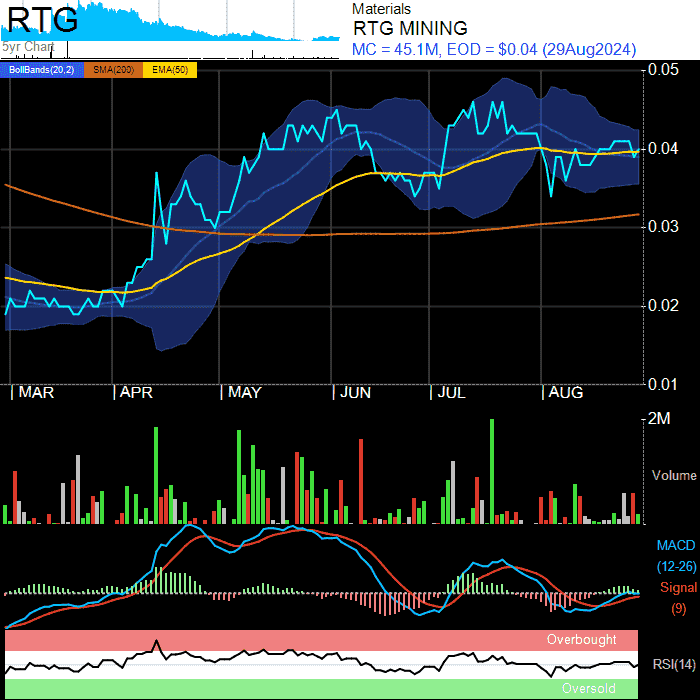 RTG
5yr Chart
Materials
RTG MINING
MC = 45.1M, EOD = $0.04 (29Aug2024)
BollBands(20,2) SMA(200) EMA(50)
0.05
0.04
0.03
0.02
0.01
MAR APR MAY JUN JUL AUG
2M
Volume
MACD
(12-26)
Signal
(9)
Overbought
RSI(14)
Oversold